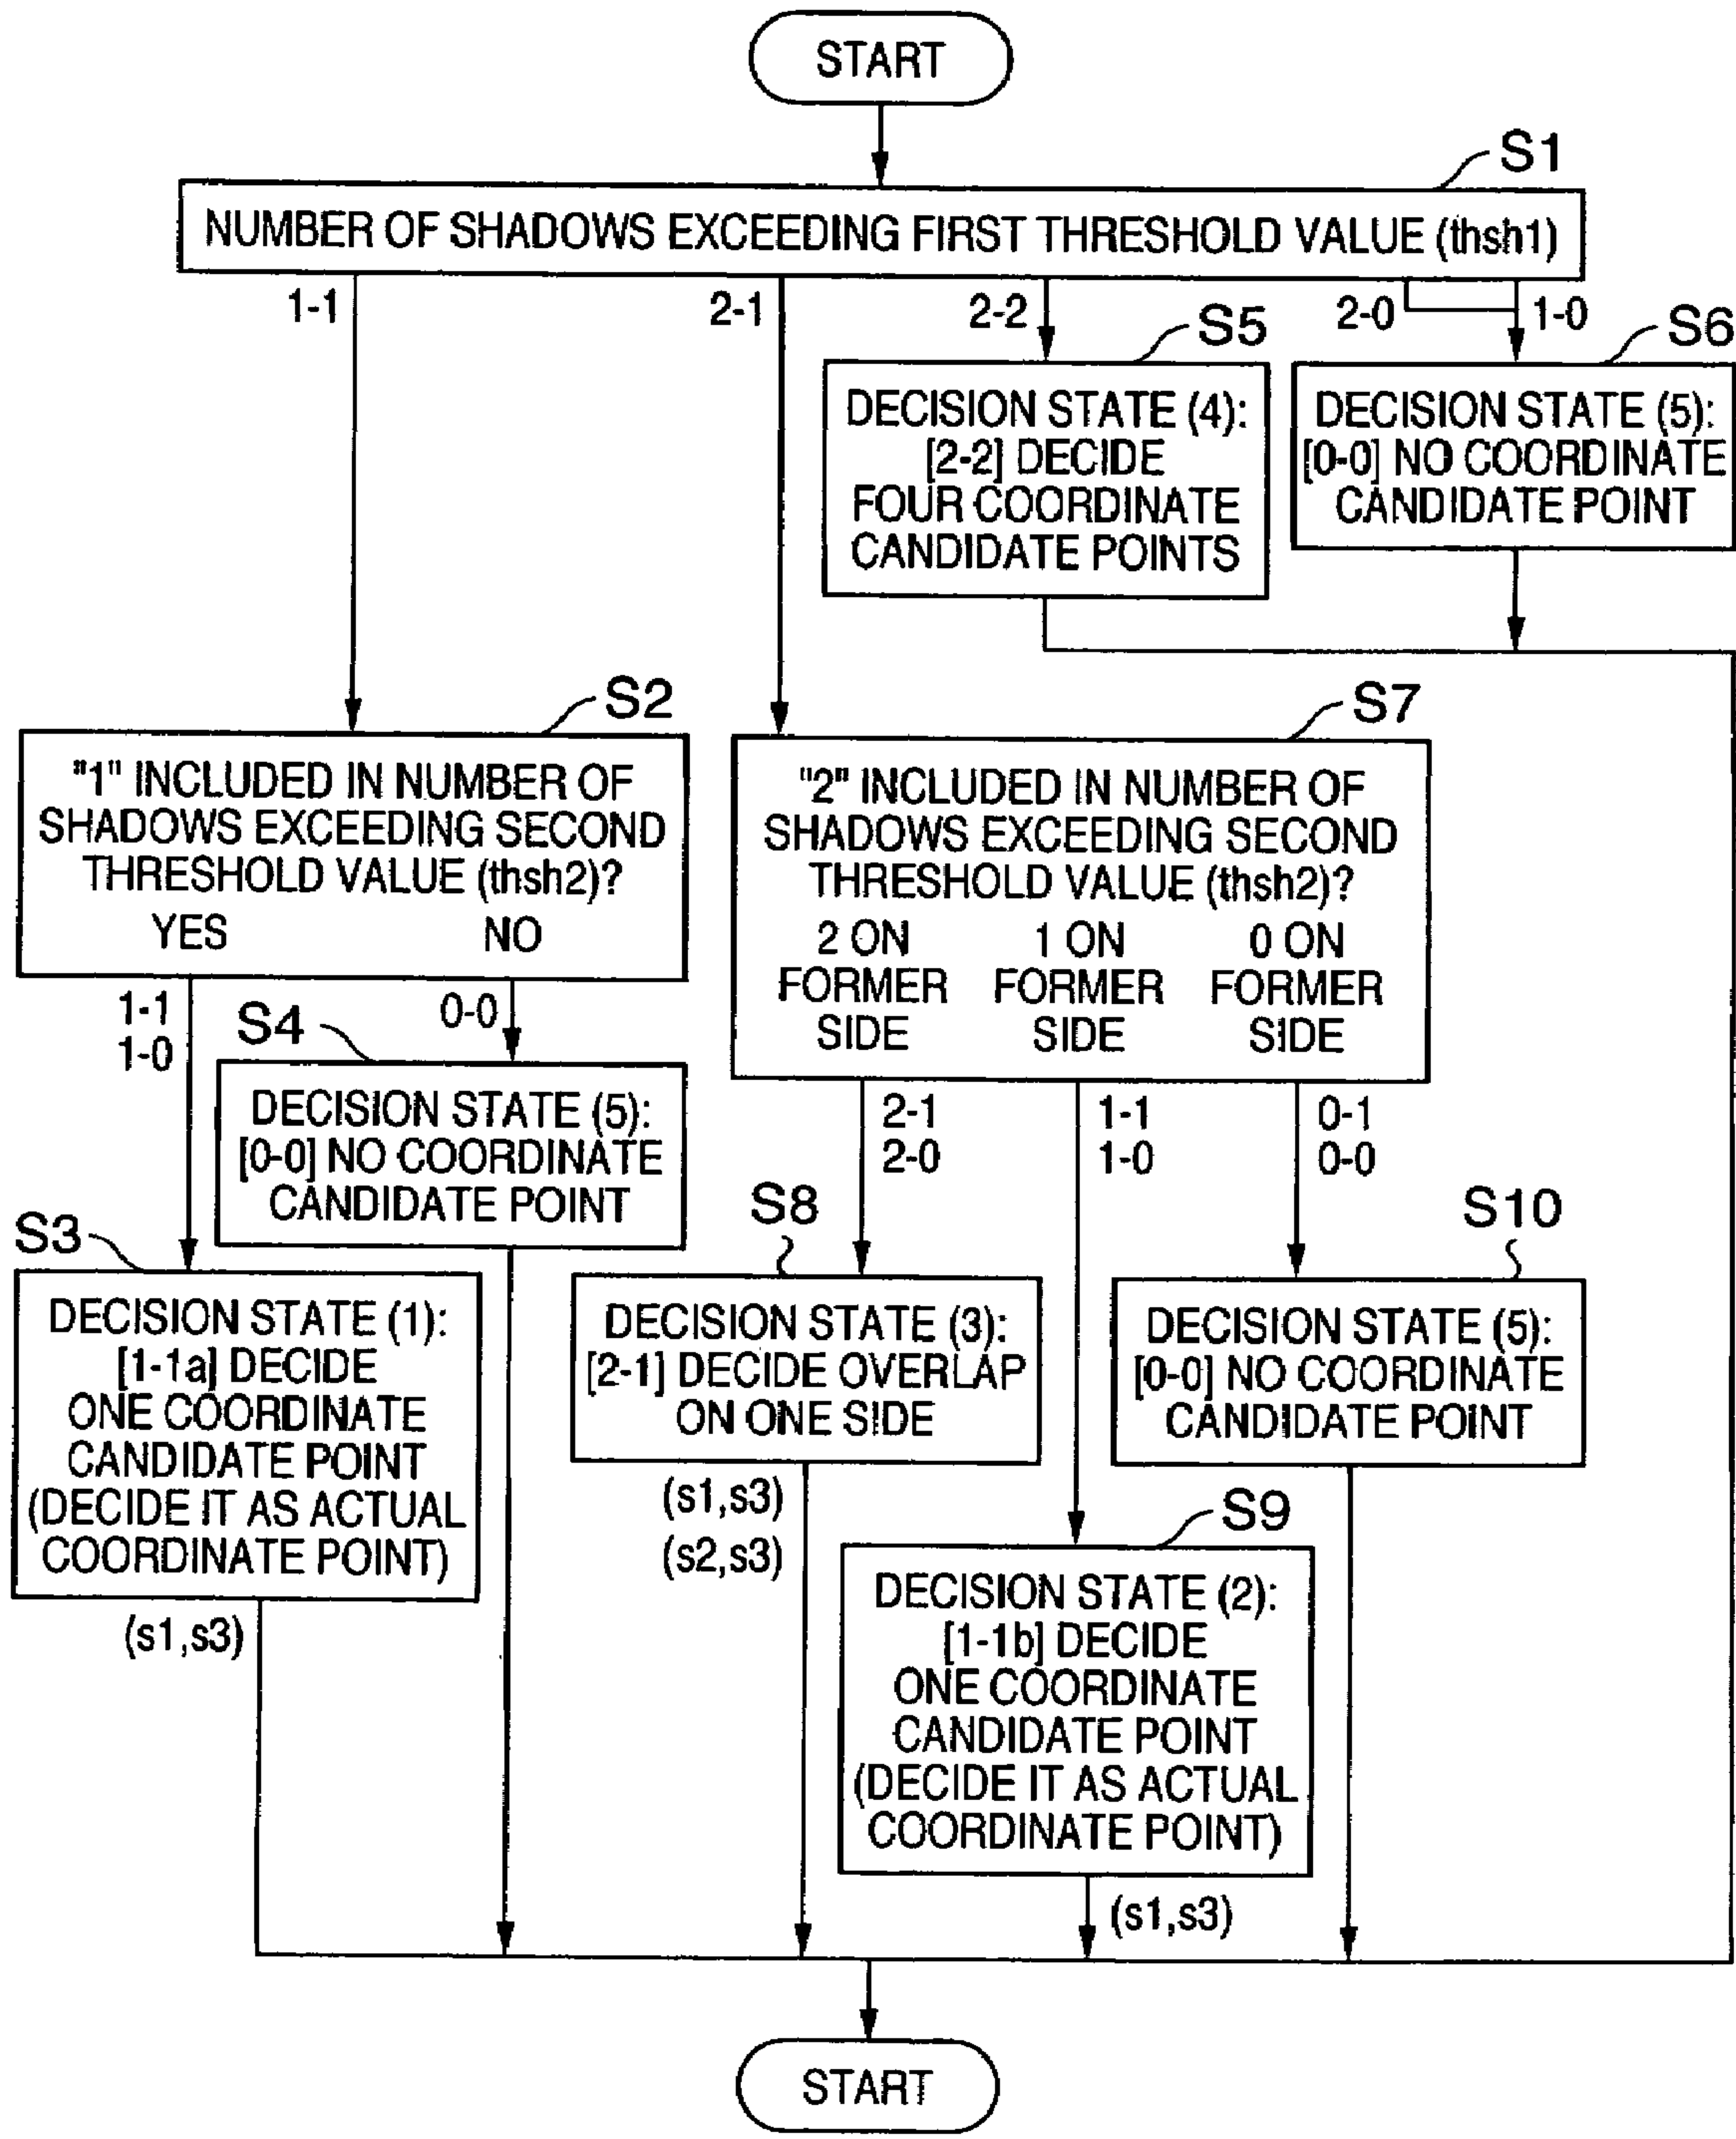 START
S1
NUMBER OF SHADOWS EXCEEDING FIRST THRESHOLD VALUE (thsh1)
1-1
2-1
2-2
2-0
1-0
S5
DECISION STATE (4):
[2-2] DECIDE
FOUR COORDINATE
CANDIDATE POINTS
S6
DECISION STATE (5):
[0-0] NO COORDINATE
CANDIDATE POINT
S2
"1" INCLUDED IN NUMBER OF
SHADOWS EXCEEDING SECOND
THRESHOLD VALUE (thsh2)?
YES NO
S7
"2" INCLUDED IN NUMBER OF
SHADOWS EXCEEDING SECOND
THRESHOLD VALUE (thsh2)?
2 ON
FORMER
SIDE
1 ON
FORMER
SIDE
0 ON
FORMER
SIDE
1-1
1-0
0-0
S4
DECISION STATE (5):
[0-0] NO COORDINATE
CANDIDATE POINT
2-1
2-0
1-1
1-0
0-1
0-0
S3
DECISION STATE (1):
[1-1a] DECIDE
ONE COORDINATE
CANDIDATE POINT
(DECIDE IT AS ACTUAL
COORDINATE POINT)
(s1,s3)
S8
DECISION STATE (3):
[2-1] DECIDE OVERLAP
ON ONE SIDE
(s1,s3)
(s2,s3)
S10
DECISION STATE (5):
[0-0] NO COORDINATE
CANDIDATE POINT
S9
DECISION STATE (2):
[1-1b] DECIDE
ONE COORDINATE
CANDIDATE POINT
(DECIDE IT AS ACTUAL
COORDINATE POINT)
(s1,s3)
START